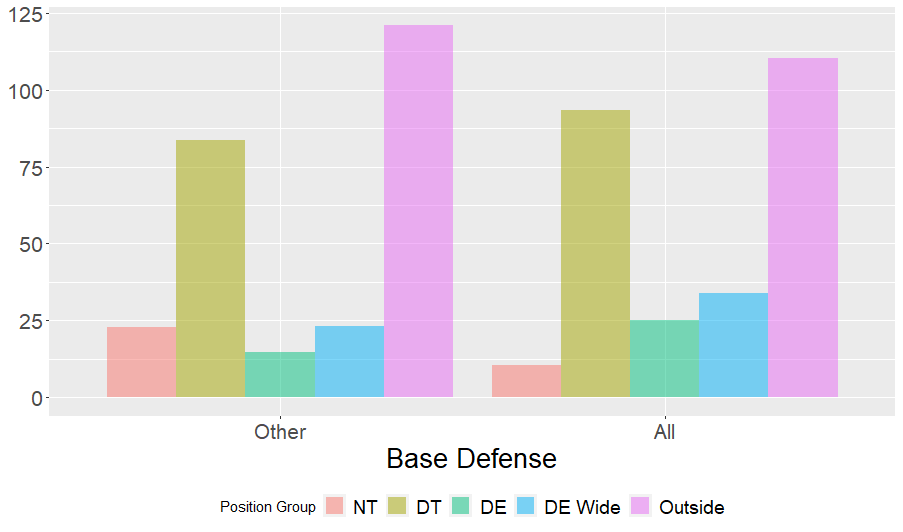 125
100
75
50
25
0
Other All
Base Defense
Position Group NT DT DE DE Wide Outside